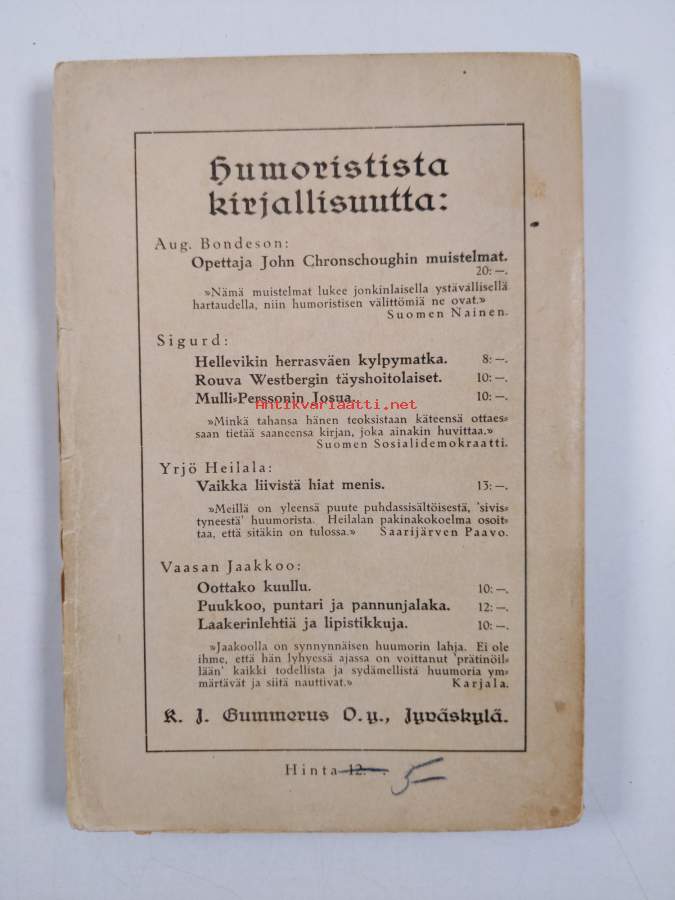 Humoristista
kirjallisuutta:
Aug. Bondeson:
Opettaja John Chronschoughin muistelmat.
20:—.
»Nämä muistelmat lukee jonkinlaisella ystävällisellä
hartaudella, niin humoristisen välittömiä ne ovat.»
Suomen Nainen.
Sigurd:
Hellevikin herrasväen kylpymatka. 8:—.
Rouva Westbergin täyshoitolaiset. 10:—.
Mulli-Perssonin Josua. 10:—.
Antikvariaatti.net
»Minkä tahansa hänen teoksistaan käteensä ottaes-
saan tietää saaneensa kirjan, joka ainakin huvittaa.»
Suomen Sosialidemokraatti.
Yrjö Heilala:
Vaikka liivistä hiat menis. 13:—.
»Meillä on yleensä puute puhdassisältöisestä, 'sivis-
tyneestä' huumorista. Heilalan pakinakokoelma osoit-
taa, että sitäkin on tulossa.» Saarijärven Paavo.
Vaasan Jaakkoo:
Oottako kuullu. 10:—.
Puukkoo, puntari ja pannunjalaka. 12:—.
Laakerinlehtiä ja lipistikkuja. 10:—.
»Jaakoolla on synnynnäisen huumorin lahja. Ei ole
ihme, että hän lyhyessä ajassa on voittanut 'prätinöil-
lään' kaikki todellista ja sydämellistä huumoria ym-
märtävät ja siitä nauttivat.» Karjala.
K. J. Gummerus O.y., Jyväskylä.
Hinta 12:—. 5—